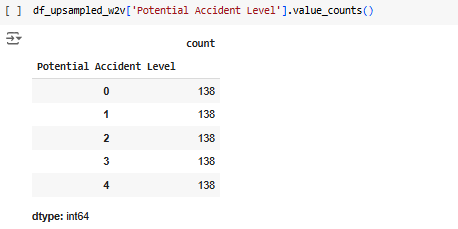 [ ] df_upsampled_w2v['Potential Accident Level'].value_counts()
count
Potential Accident Level
0 138
1 138
2 138
3 138
4 138
dtype: int64